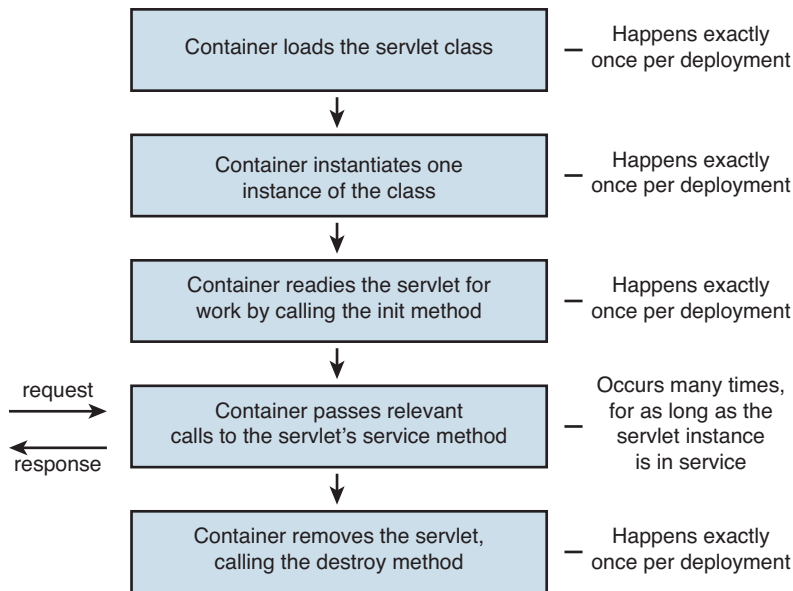 Container loads the servlet class
— Happens exactly
once per deployment
Container instantiates one
instance of the class
— Happens exactly
once per deployment
Container readies the servlet for
work by calling the init method
— Happens exactly
once per deployment
request
response
Container passes relevant
calls to the servlet's service method
— Occurs many times,
for as long as the
servlet instance
is in service
Container removes the servlet,
calling the destroy method
— Happens exactly
once per deployment